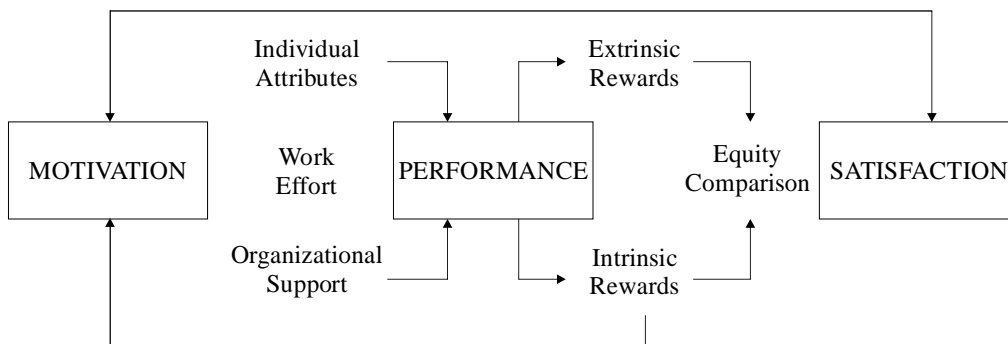 Individual
Attributes
Extrinsic
Rewards
MOTIVATION
Work
Effort
PERFORMANCE
Equity
Comparison
SATISFACTION
Organizational
Support
Intrinsic
Rewards